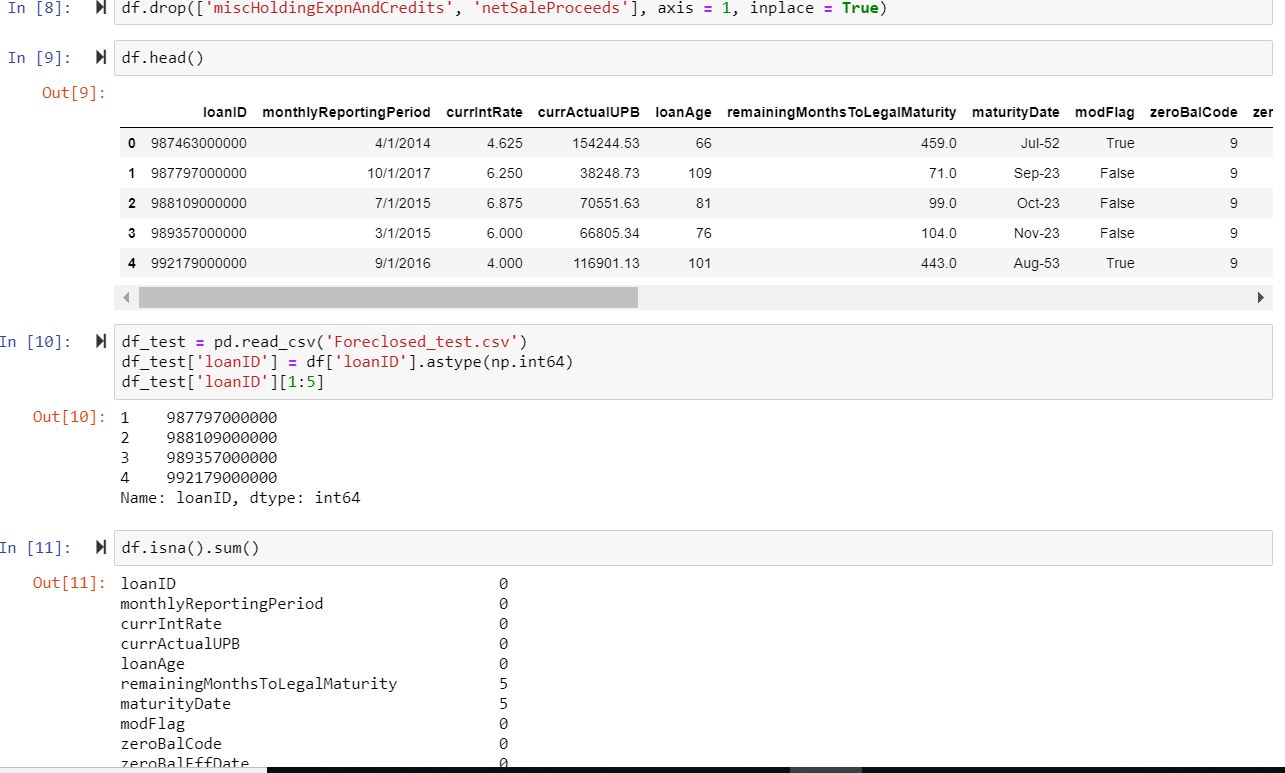 In [8]: df.drop(['miscHoldingExpnAndCredits', 'netSaleProceeds'], axis = 1, inplace = True)
In [9]: df.head()
Out[9]:
loanID monthlyReportingPeriod currIntRate currActualUPB loanAge remainingMonthsToLegalMaturity maturityDate modFlag zeroBalCode zer
0 987463000000 4/1/2014 4.625 154244.53 66 459.0 Jul-52 True 9
1 987797000000 10/1/2017 6.250 38248.73 109 71.0 Sep-23 False 9
2 988109000000 7/1/2015 6.875 70551.63 81 99.0 Oct-23 False 9
3 989357000000 3/1/2015 6.000 66805.34 76 104.0 Nov-23 False 9
4 992179000000 9/1/2016 4.000 116901.13 101 443.0 Aug-53 True 9
In [10]: df_test = pd.read_csv('Foreclosed_test.csv')
df_test['loanID'] = df['loanID'].astype(np.int64)
df_test['loanID'][1:5]
Out[10]: 1 987797000000
2 988109000000
3 989357000000
4 992179000000
Name: loanID, dtype: int64
In [11]: df.isna().sum()
Out[11]: loanID 0
monthlyReportingPeriod 0
currIntRate 0
currActualUPB 0
loanAge 0
remainingMonthsToLegalMaturity 5
maturityDate 5
modFlag 0
zeroBalCode 0
zeroBalEffDate 0